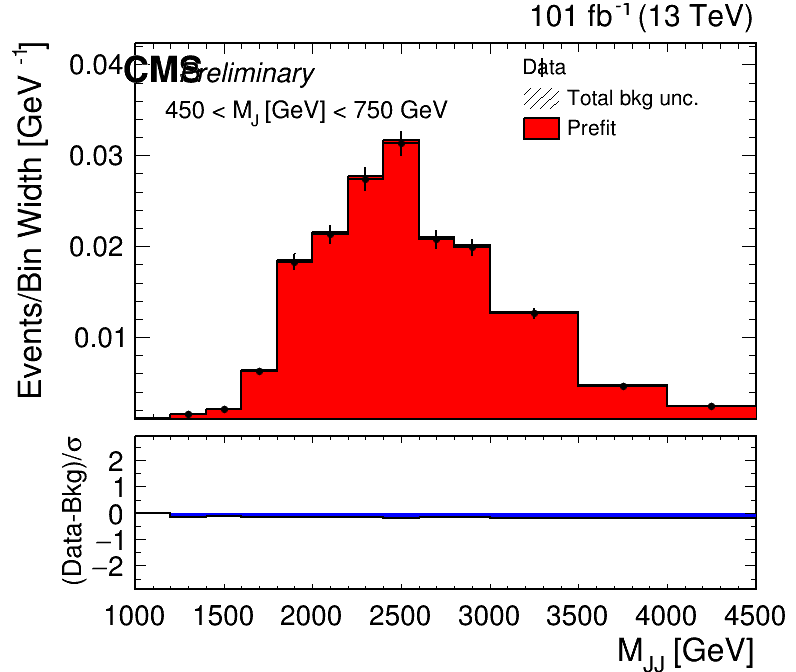 101 fb⁻¹ (13 TeV)
CMS Preliminary
450 < M_J [GeV] < 750 GeV
Data
Total bkg unc.
Prefit
Events/Bin Width [GeV⁻¹]
0.04
0.03
0.02
0.01
(Data-Bkg)/σ
2
1
0
−1
−2
1000 1500 2000 2500 3000 3500 4000 4500
M_JJ [GeV]